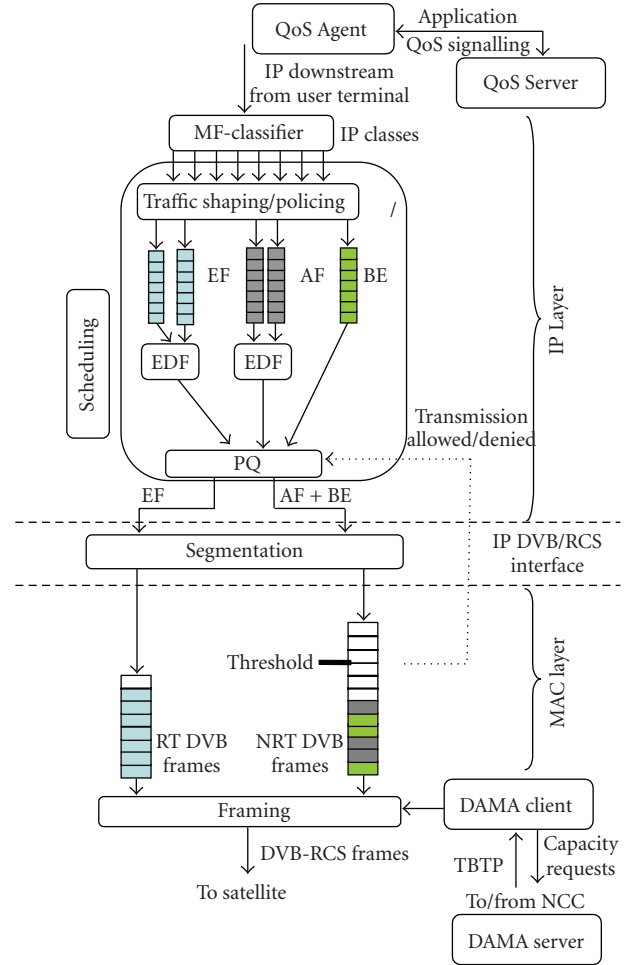 QoS Agent
Application
QoS signalling
QoS Server
IP downstream
from user terminal
MF-classifier
IP classes
Traffic shaping/policing
/
EF
AF
BE
Scheduling
EDF
EDF
IP Layer
Transmission
allowed/denied
PQ
EF
AF + BE
Segmentation
IP DVB/RCS
interface
Threshold
MAC layer
RT DVB
frames
NRT DVB
frames
Framing
DAMA client
DVB-RCS frames
To satellite
TBTP
Capacity
requests
To/from NCC
DAMA server